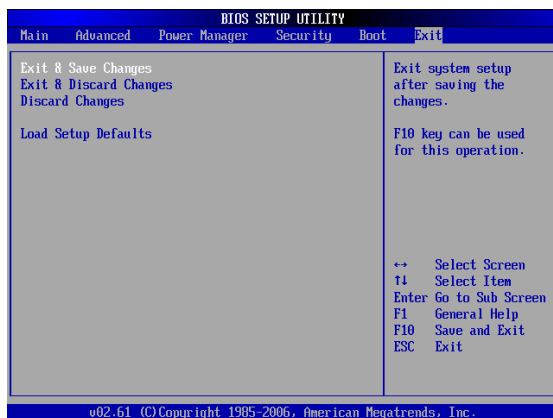 BIOS SETUP UTILITY
Main Advanced Power Manager Security Boot Exit
Exit & Save Changes
Exit & Discard Changes
Discard Changes
Load Setup Defaults
Exit system setup
after saving the
changes.
F10 key can be used
for this operation.
↔ Select Screen
↑↓ Select Item
Enter Go to Sub Screen
F1 General Help
F10 Save and Exit
ESC Exit
v02.61 (C)Copyright 1985-2006, American Megatrends, Inc.